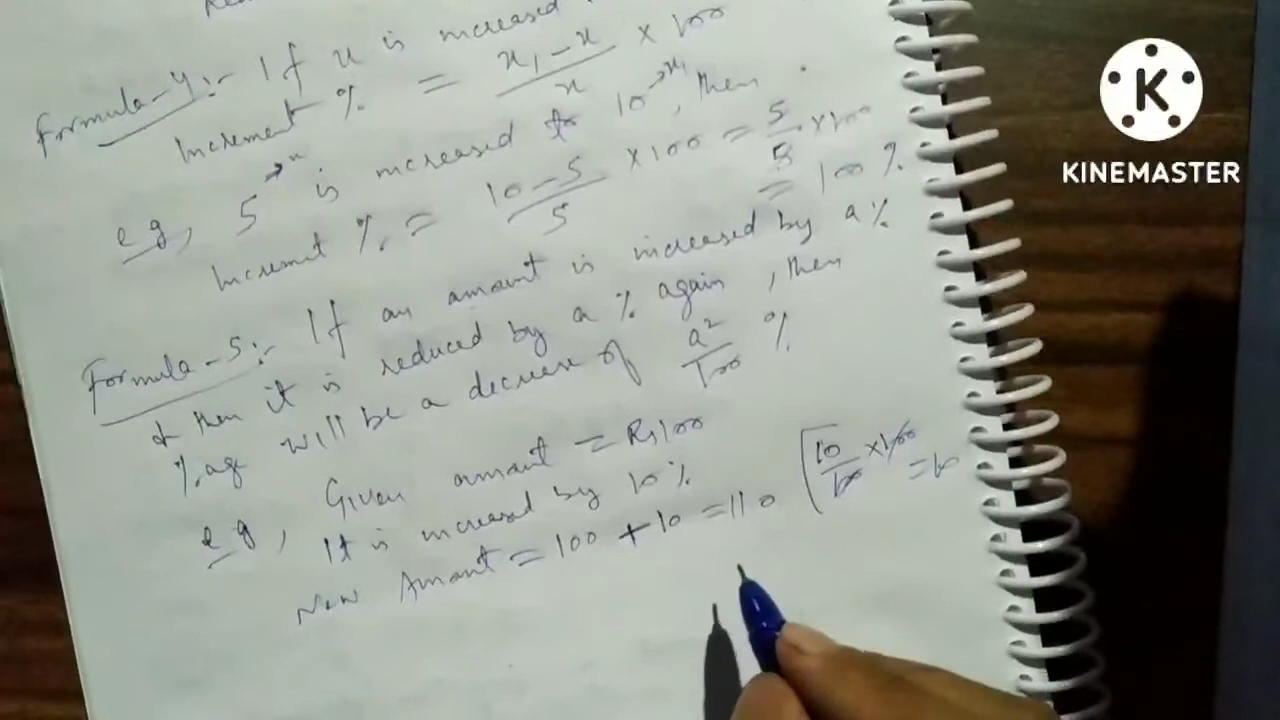 Formula-4:- If x is increased
Increment % = x₁-x/x × 100
eg, 5→x is increased to 10→x₁, then
Increment % = 10-5/5 × 100 = 5/5 × 100
= 100 %
Formula-5:- If an amount is increased by a %
& then it is reduced by a % again, then
%age will be a decrease of a²/100 %
eg, Given amount = Rs100
It is increased by 10%
New Amount = 100 + 10 = 110 [10/100 × 100 = 10
K
KINEMASTER